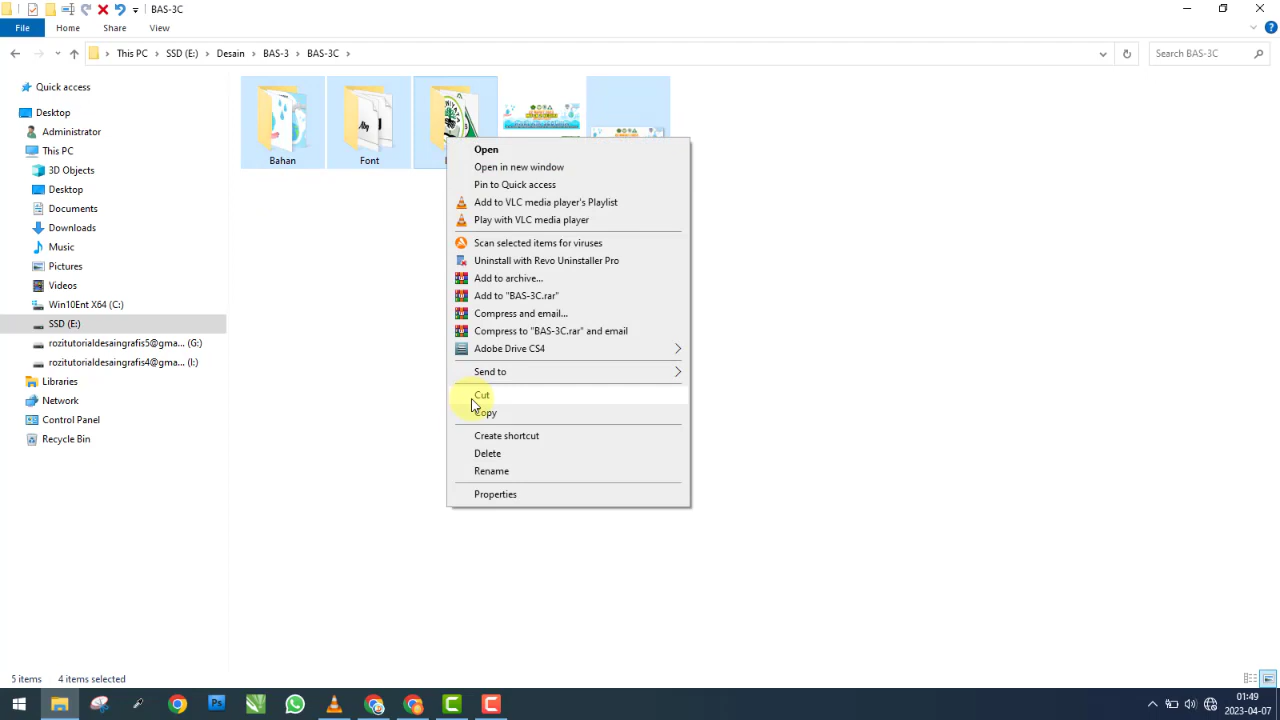 BAS-3C
File Home Share View
This PC SSD (E:) Desain BAS-3 BAS-3C
Search BAS-3C
Quick access
Desktop
Administrator
This PC
3D Objects
Desktop
Documents
Downloads
Music
Pictures
Videos
Win10Ent X64 (C:)
SSD (E:)
rozitutorialdesaingrafis5@gma... (G:)
rozitutorialdesaingrafis4@gma... (I:)
Libraries
Network
Control Panel
Recycle Bin
Bahan
Font
Open
Open in new window
Pin to Quick access
Add to VLC media player's Playlist
Play with VLC media player
Scan selected items for viruses
Uninstall with Revo Uninstaller Pro
Add to archive...
Add to "BAS-3C.rar"
Compress and email...
Compress to "BAS-3C.rar" and email
Adobe Drive CS4
Send to
Cut
Copy
Create shortcut
Delete
Rename
Properties
5 items 4 items selected
Ps
01:49
2023-04-07